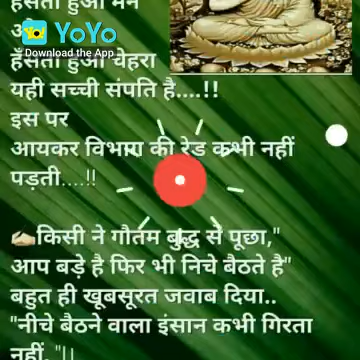 हसता हुआ मन
YoYo
Download the App
हँसता हुआ चेहरा
यही सच्ची संपति है....!!
इस पर
आयकर विभाग की रेड कभी नहीं
पड़ती....!!
✍किसी ने गौतम बुद्ध से पूछा,"
आप बड़े है फिर भी निचे बैठते है"
बहुत ही खूबसूरत जवाब दिया..
"नीचे बैठने वाला इंसान कभी गिरता
नहीं. "!!